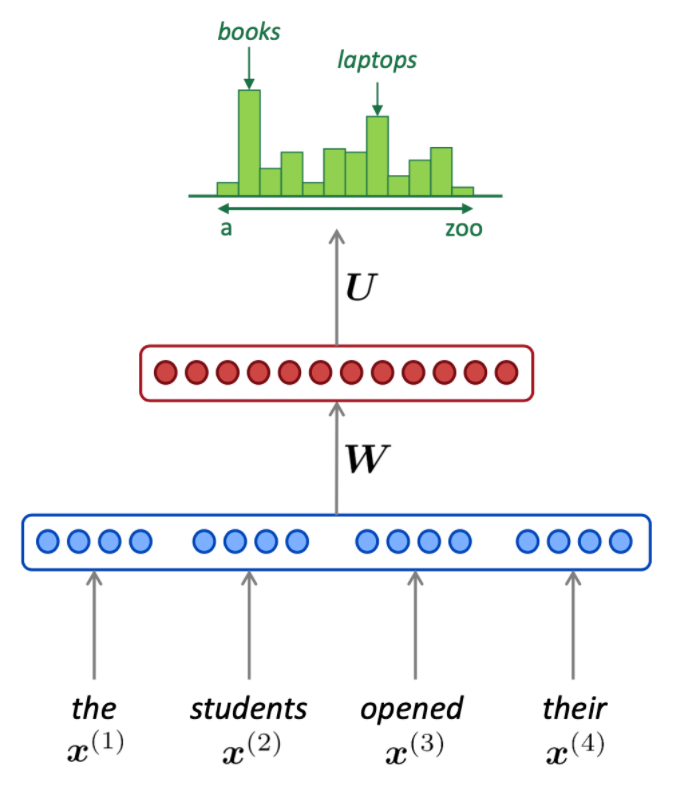 books
laptops
a zoo
U
W
the students opened their
x^{(1)} x^{(2)} x^{(3)} x^{(4)}